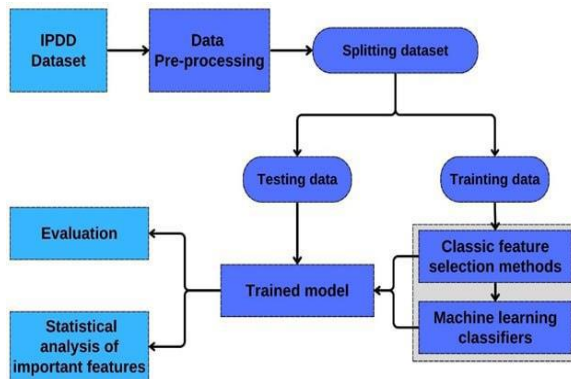 IPDD
Dataset
Data
Pre-processing
Splitting dataset
Testing data
Trainting data
Evaluation
Classic feature
selection methods
Trained model
Statistical
analysis of
important features
Machine learning
classifiers